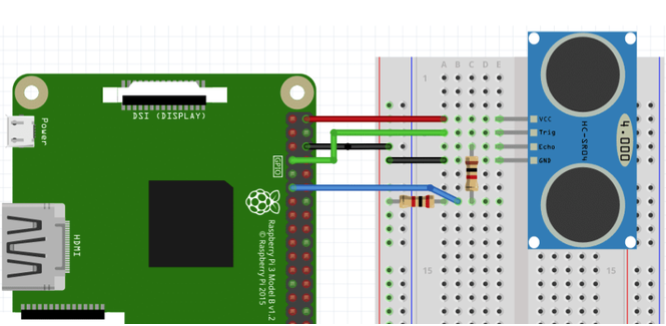 DSI (DISPLAY)
Power
HDMI
GPIO
Raspberry Pi 3 Model B v1.2
© Raspberry Pi 2015
A B C D E
1
15
15
VCC
Trig
Echo
GND
HC-SR04
4.000